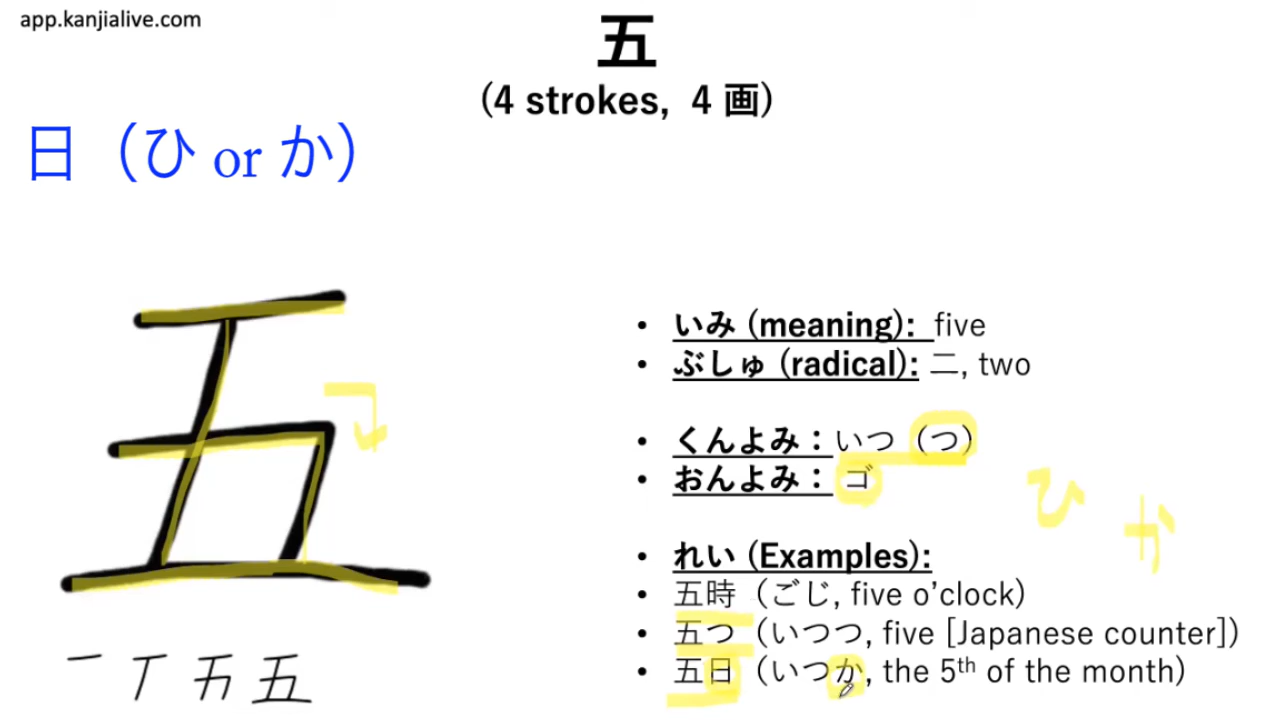 app.kanjialive.com
五
(4 strokes, 4 画)
日（ひ or か）
五
一 丅 五 五
• いみ (meaning): five
• ぶしゅ (radical): 二, two
• くんよみ：いつ（つ）
• おんよみ： ゴ
ひ か
• れい (Examples):
• 五時（ごじ, five o’clock）
• 五つ（いつつ, five [Japanese counter]）
• 五日（いつか, the 5th of the month）